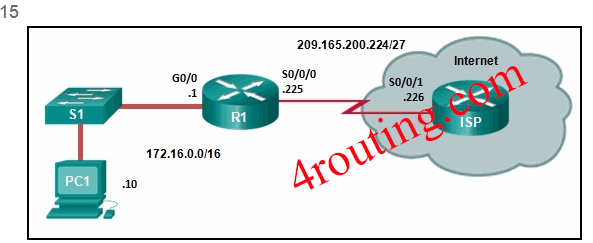 15
209.165.200.224/27
Internet
G0/0
S0/0/0
S0/0/1
.1
.225
.226
S1
R1
ISP
172.16.0.0/16
PC1
.10
4routing.com